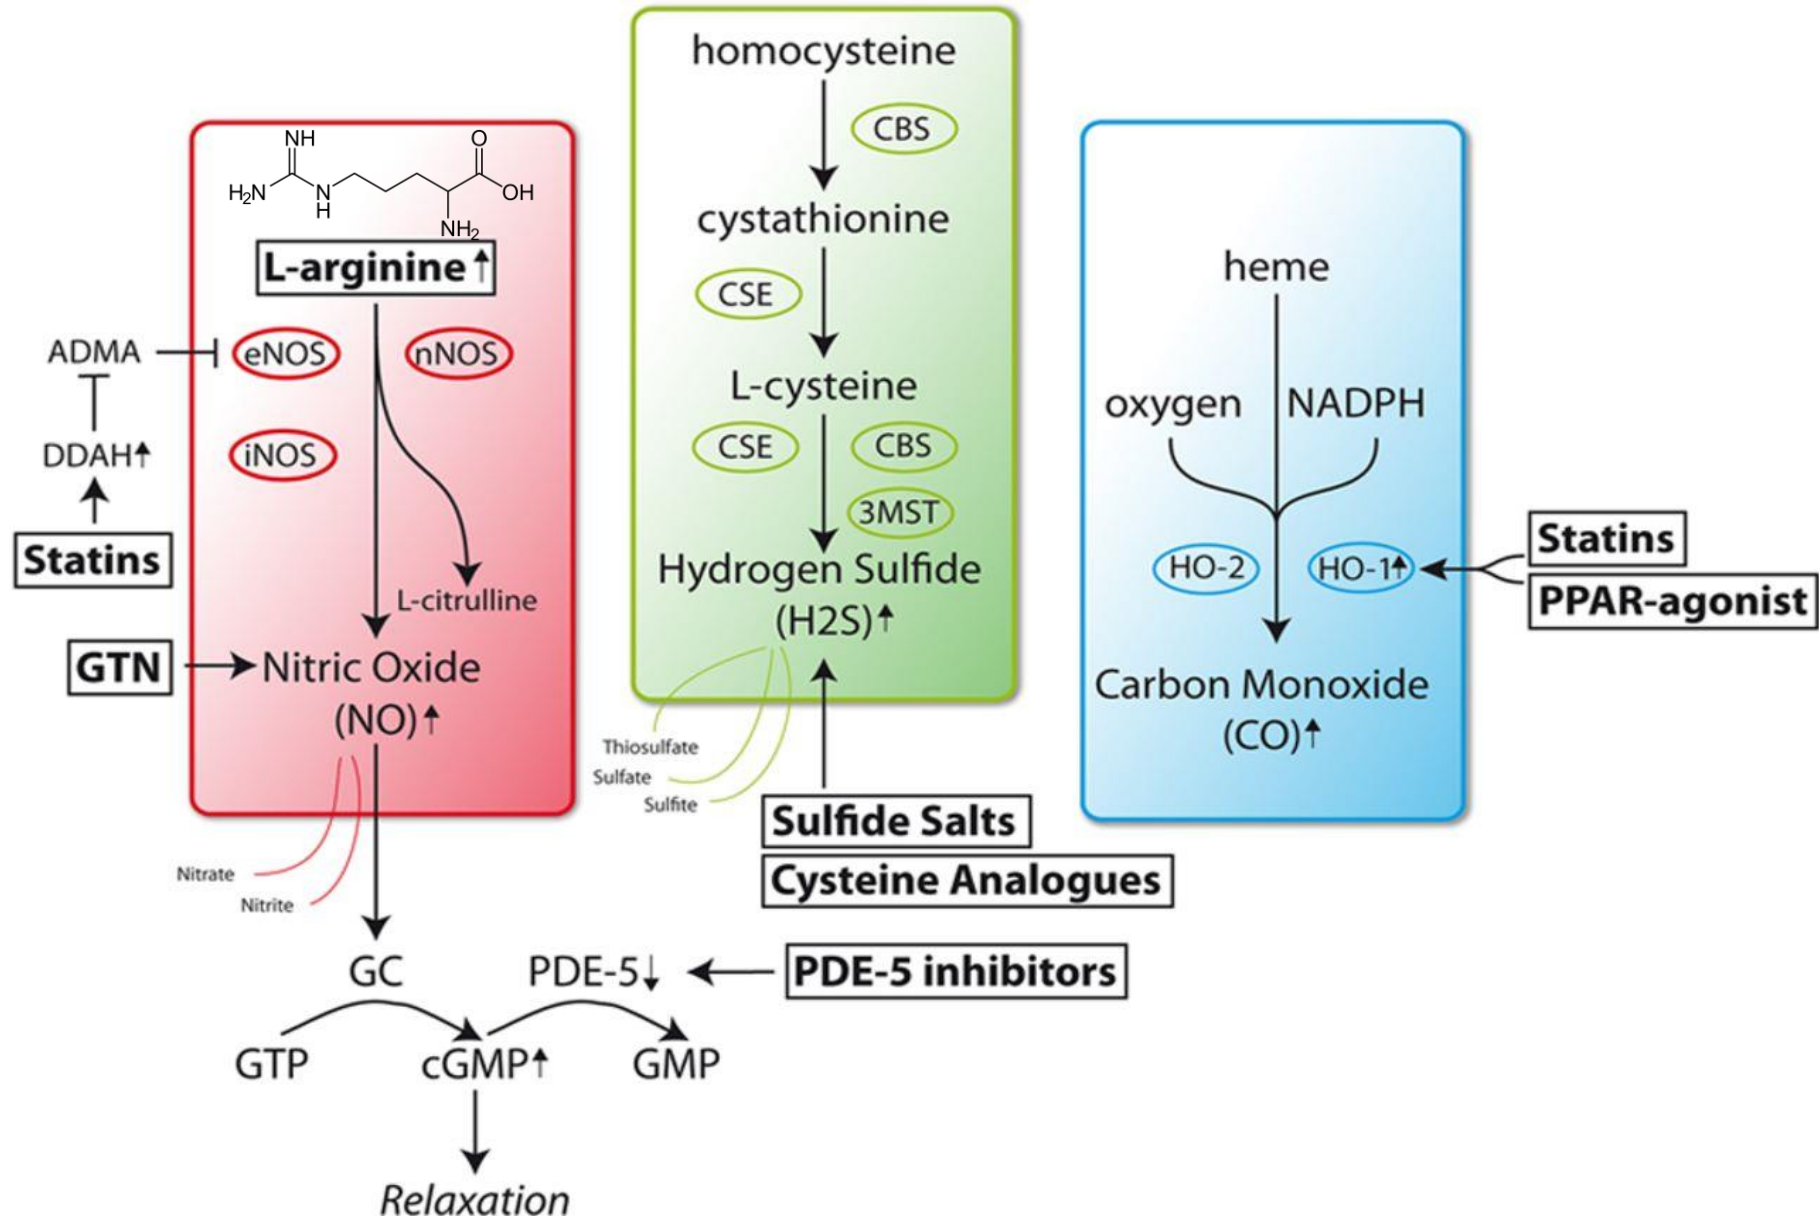 NH
O
H₂N
N
H
OH
NH₂
L-arginine↑
ADMA
eNOS
nNOS
DDAH↑
iNOS
Statins
L-citrulline
GTN
Nitric Oxide
(NO)↑
Nitrate
Nitrite
homocysteine
CBS
cystathionine
CSE
L-cysteine
CSE
CBS
3MST
Hydrogen Sulfide
(H2S)↑
Thiosulfate
Sulfate
Sulfite
Sulfide Salts
Cysteine Analogues
heme
oxygen
NADPH
HO-2
HO-1↑
Statins
PPAR-agonist
Carbon Monoxide
(CO)↑
GC
PDE-5↓
PDE-5 inhibitors
GTP
cGMP↑
GMP
Relaxation